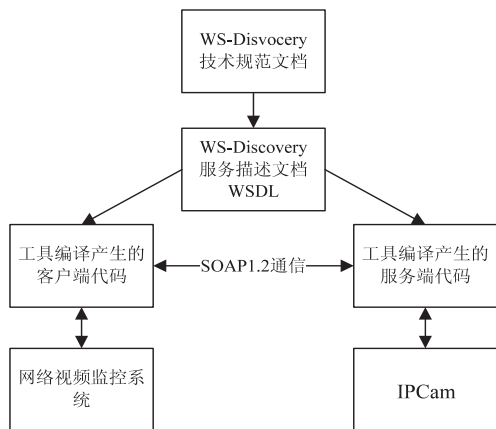 WS-Disvocery
技术规范文档
WS-Discovery
服务描述文档
WSDL
工具编译产生的
客户端代码
SOAP1.2通信
工具编译产生的
服务端代码
网络视频监控系
统
IPCam